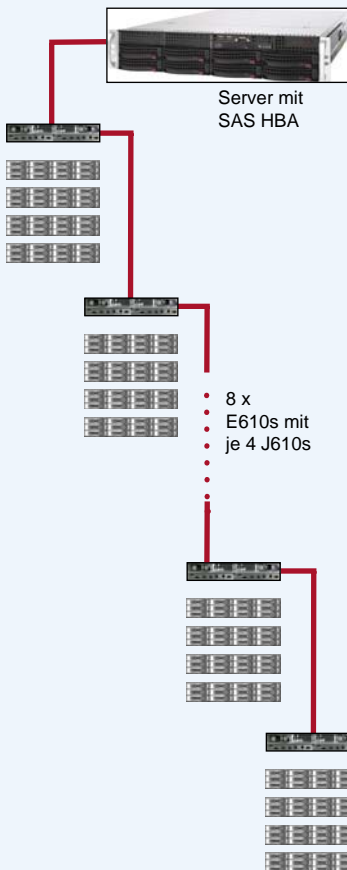 Server mit
SAS HBA
8 x
E610s mit
je 4 J610s